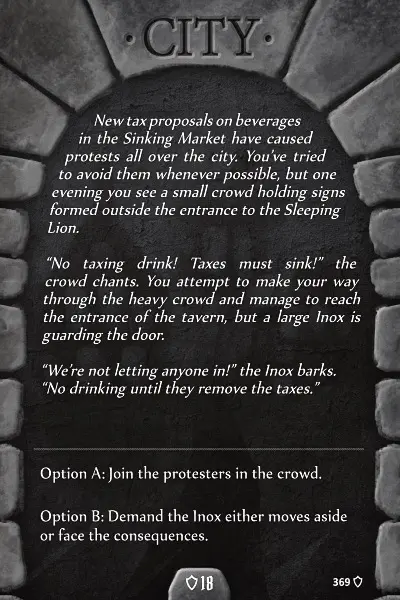 · CITY ·
New tax proposals on beverages
in the Sinking Market have caused
protests all over the city. You've tried
to avoid them whenever possible, but one
evening you see a small crowd holding signs
formed outside the entrance to the Sleeping
Lion.
“No taxing drink! Taxes must sink!” the
crowd chants. You attempt to make your way
through the heavy crowd and manage to reach
the entrance of the tavern, but a large Inox is
guarding the door.
“We're not letting anyone in!” the Inox barks.
“No drinking until they remove the taxes.”
Option A: Join the protesters in the crowd.
Option B: Demand the Inox either moves aside
or face the consequences.
18
369